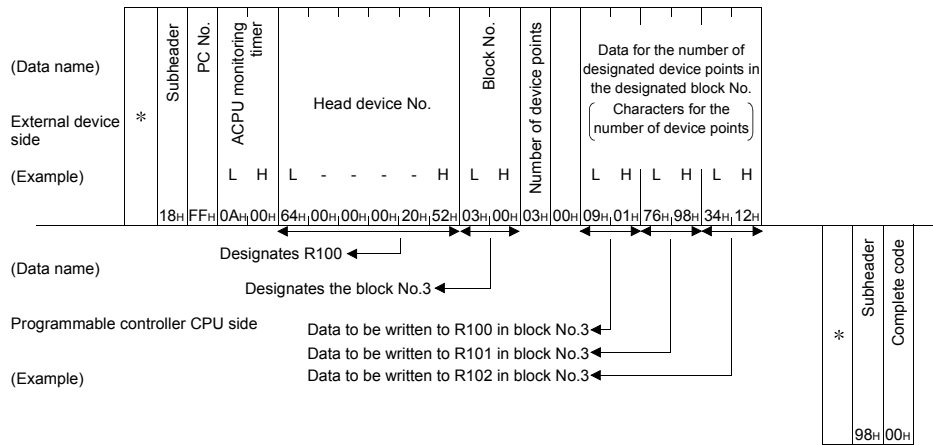 (Data name)
External device side
(Example)
*
Subheader
PC No.
ACPU monitoring timer
Head device No.
Block No.
Number of device points
Data for the number of
designated device points in
the designated block No.
Characters for the
number of device points
L H L - - - - H L H L H L H L H
18H FFH 0AH 00H 64H 00H 00H 00H 20H 52H 03H 00H 03H 00H 09H 01H 76H 98H 34H 12H
Designates R100
(Data name)
Designates the block No.3
Programmable controller CPU side
Data to be written to R100 in block No.3
Data to be written to R101 in block No.3
(Example)
Data to be written to R102 in block No.3
*
Subheader
Complete code
98H 00H